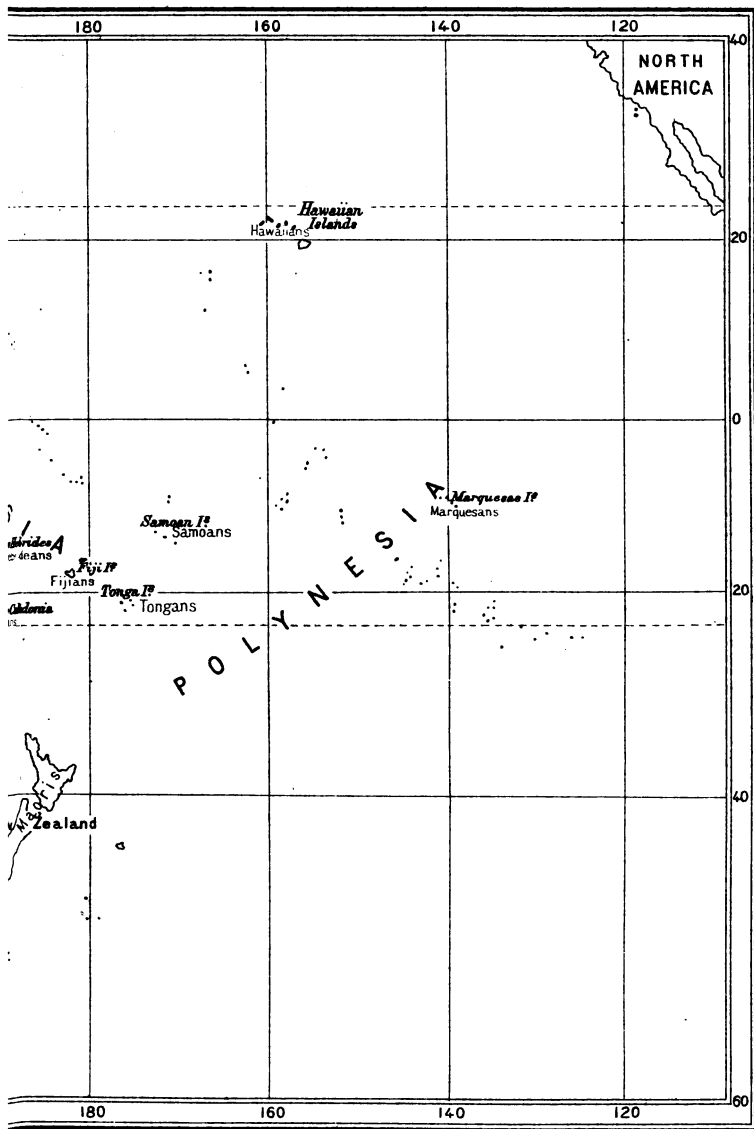 180 160 140 120
40
NORTH
AMERICA
Hawaiian
Islands
Hawaiians
20
0
Marquesas Iˢ
Marquesans
Samoan Iˢ
Samoans
A
deans
Fiji Iˢ
Fijians
Tonga Iˢ
Tongans
20
POLYNESIA
Maoris
40
Zealand
60
180 160 140 120